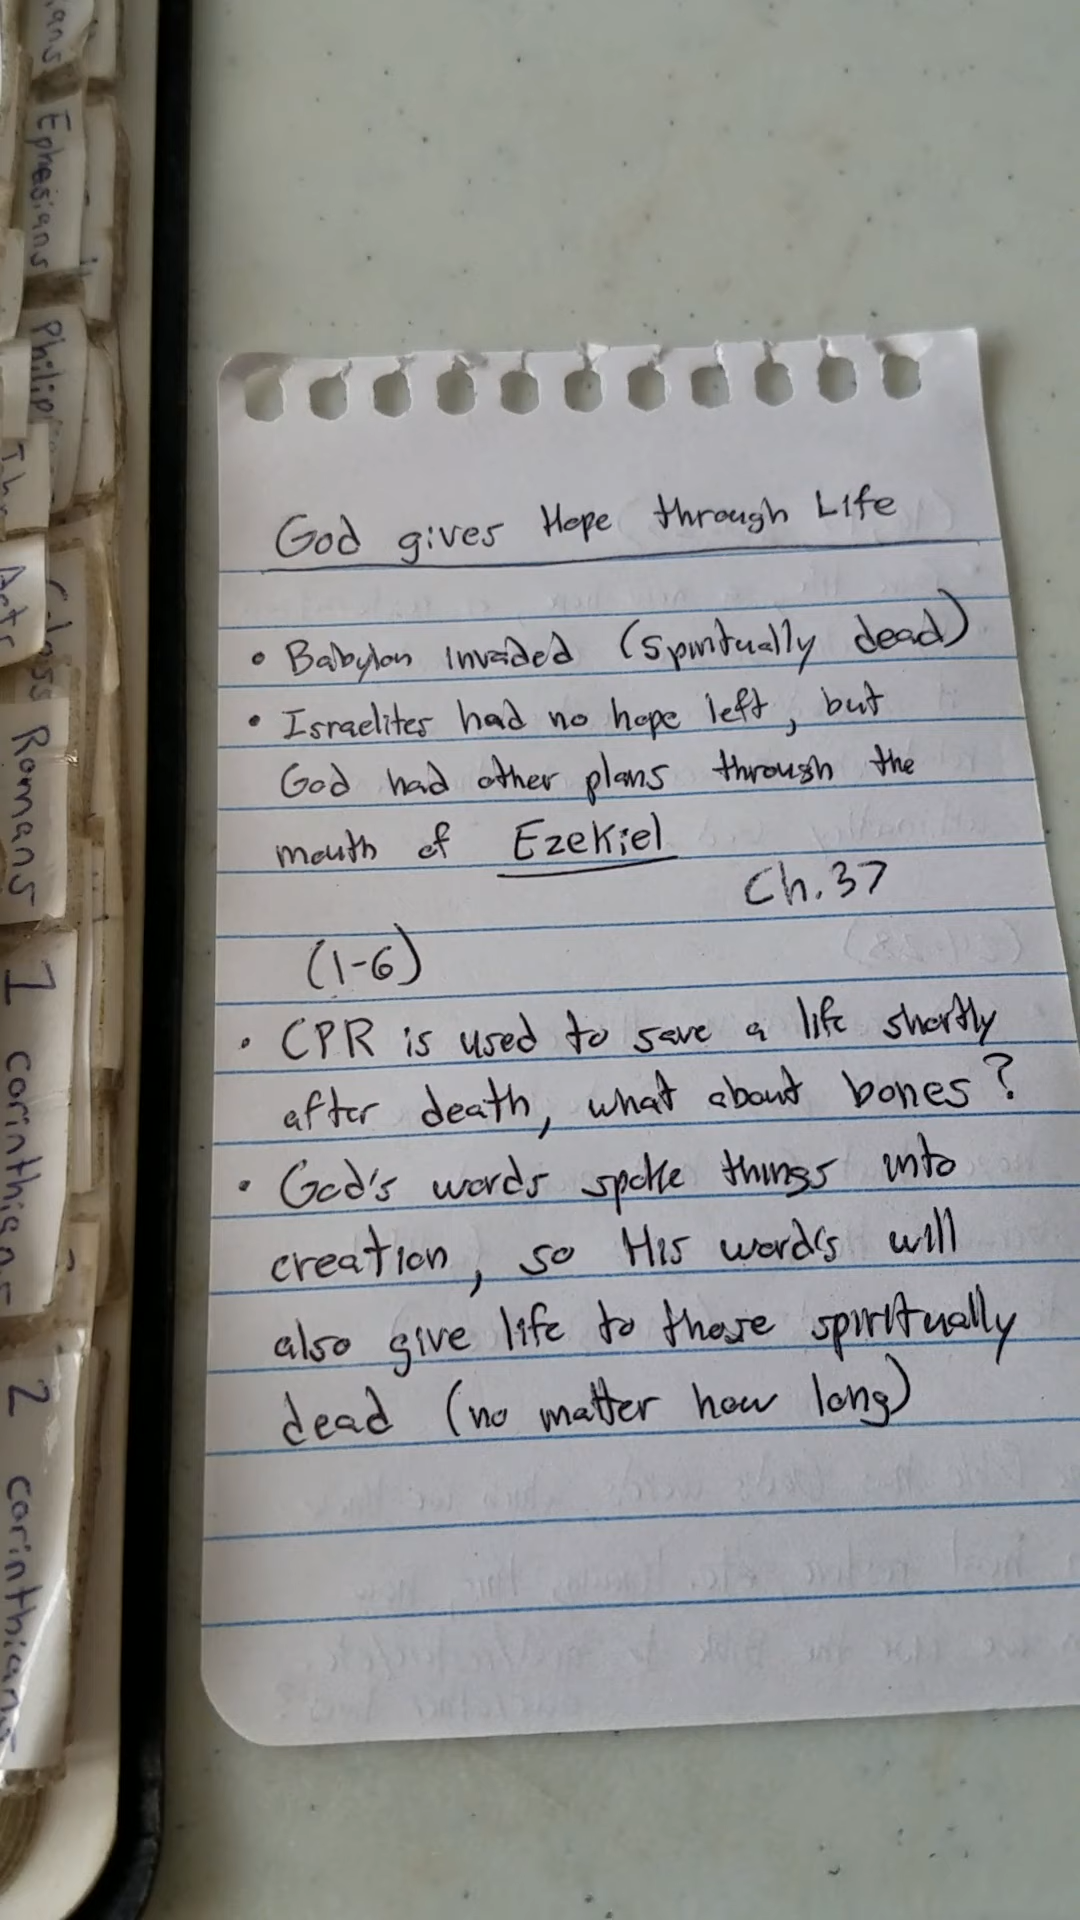 God gives Hope through Life
• Babylon invaded (spiritually dead)
• Israelites had no hope left, but
God had other plans through the
mouth of Ezekiel
Ch. 37
(1-6)
• CPR is used to save a life shortly
after death, what about bones?
• God's words spoke things into
creation, so His words will
also give life to those spiritually
dead (no matter how long)
Ephesians
Philip
Acts
Romans
1 corinthians
2 corinthians